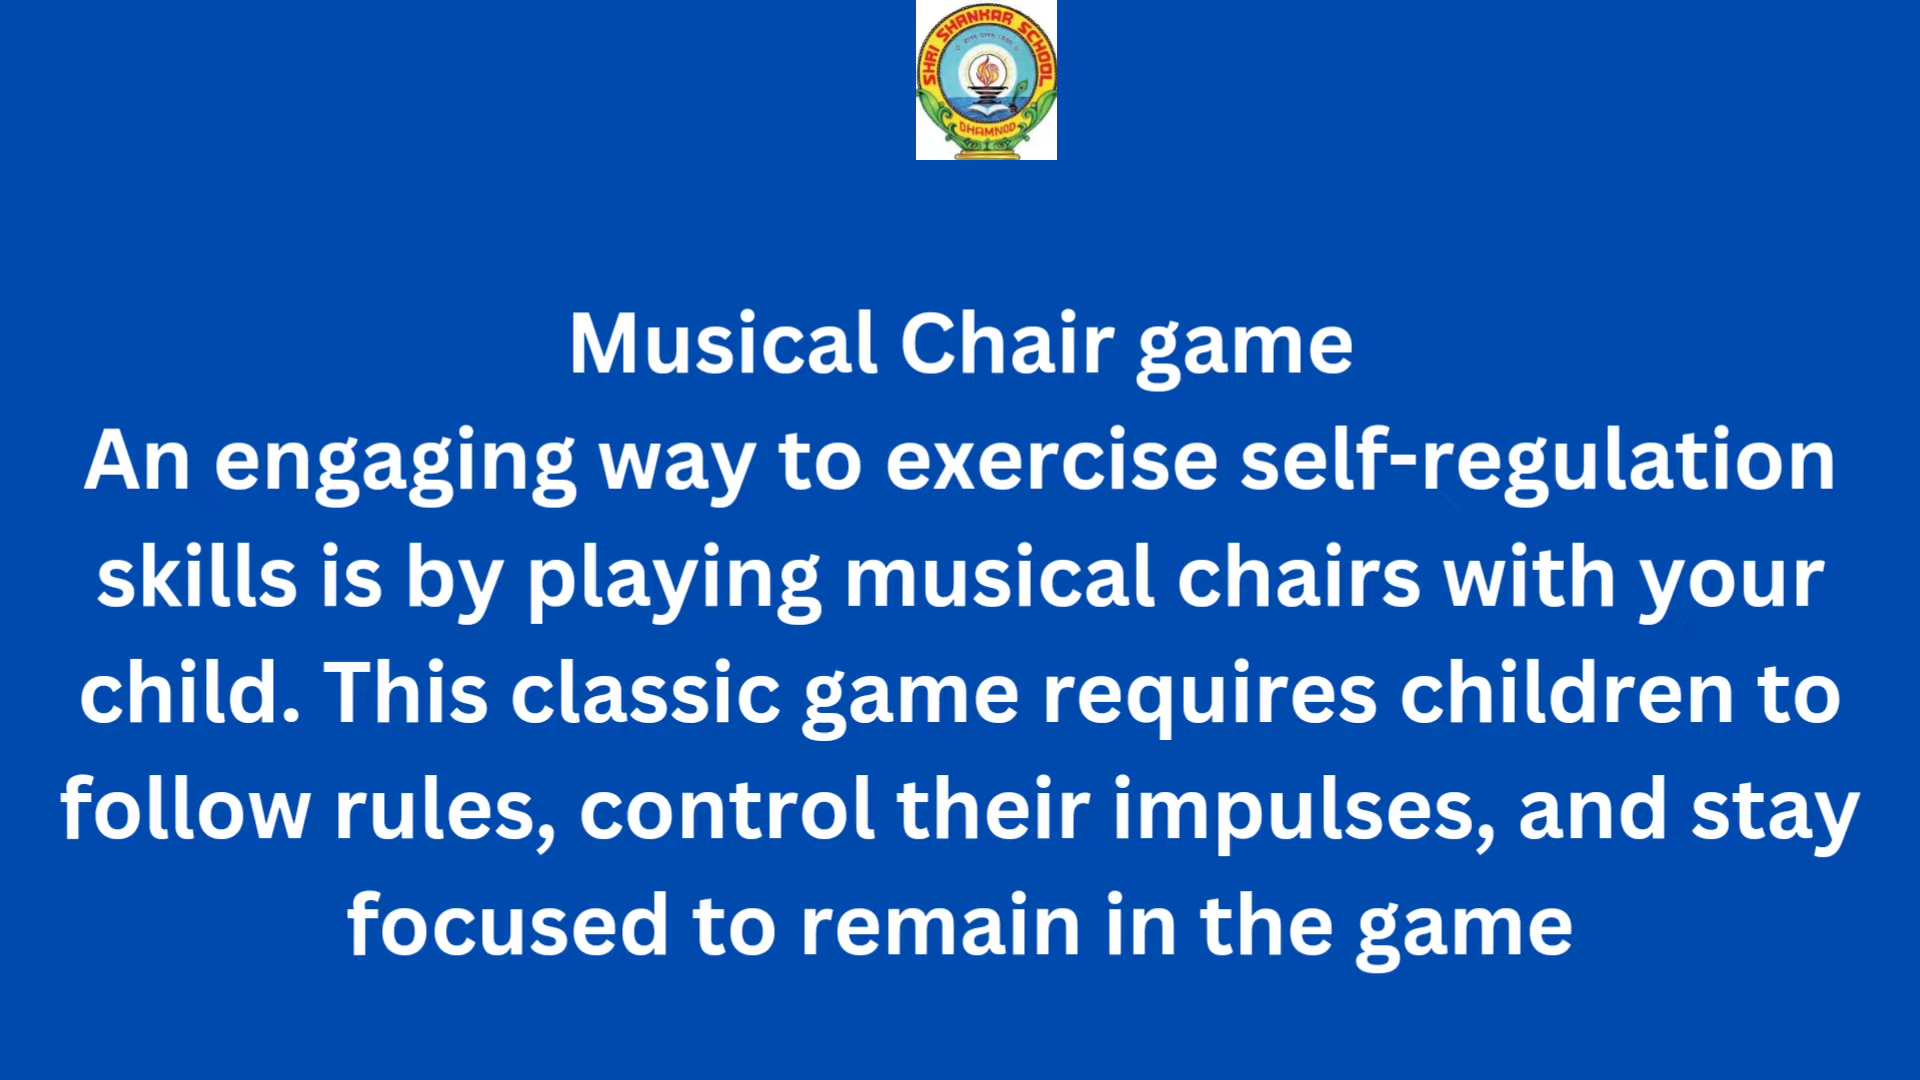 SHRI SHANKAR SCHOOL
DHAMNOD
Musical Chair game
An engaging way to exercise self-regulation
skills is by playing musical chairs with your
child. This classic game requires children to
follow rules, control their impulses, and stay
focused to remain in the game